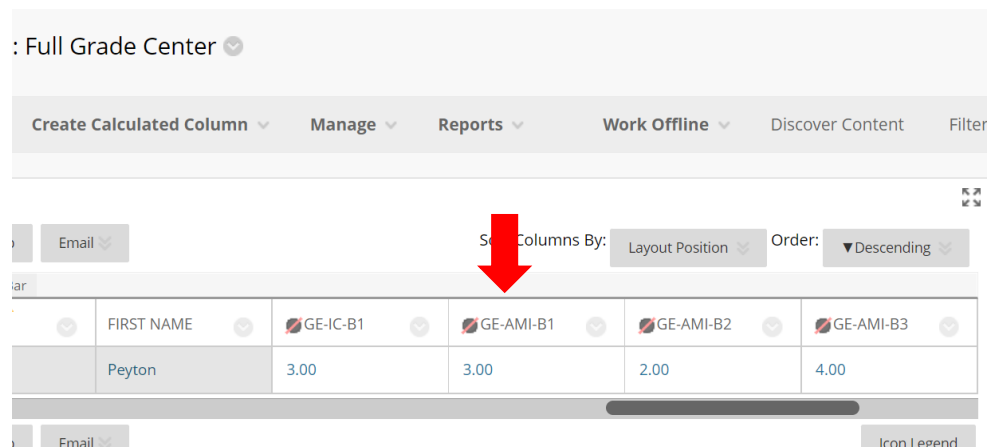 : Full Grade Center
Create Calculated Column Manage Reports Work Offline Discover Content Filter
Email Columns By: Layout Position Order: ▼Descending
FIRST NAME GE-IC-B1 GE-AMI-B1 GE-AMI-B2 GE-AMI-B3
Peyton 3.00 3.00 2.00 4.00
Email Icon Legend